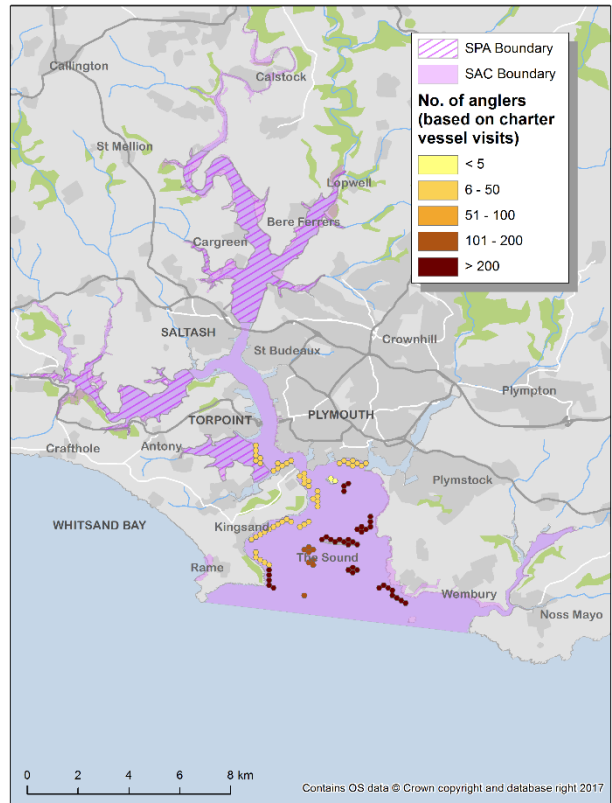 Callington
Calstock
St Mellion
Lopwell
Bere Ferrers
Cargreen
SPA Boundary
SAC Boundary
No. of anglers
(based on charter
vessel visits)
< 5
6 - 50
51 - 100
101 - 200
> 200
SALTASH
St Budeaux
Crownhill
Plympton
TORPOINT
PLYMOUTH
Crafthole
Antony
Plymstock
WHITSAND BAY
Kingsand
Rame
The Sound
Wembury
Noss Mayo
0 2 4 8 km
Contains OS data © Crown copyright and database right 2017